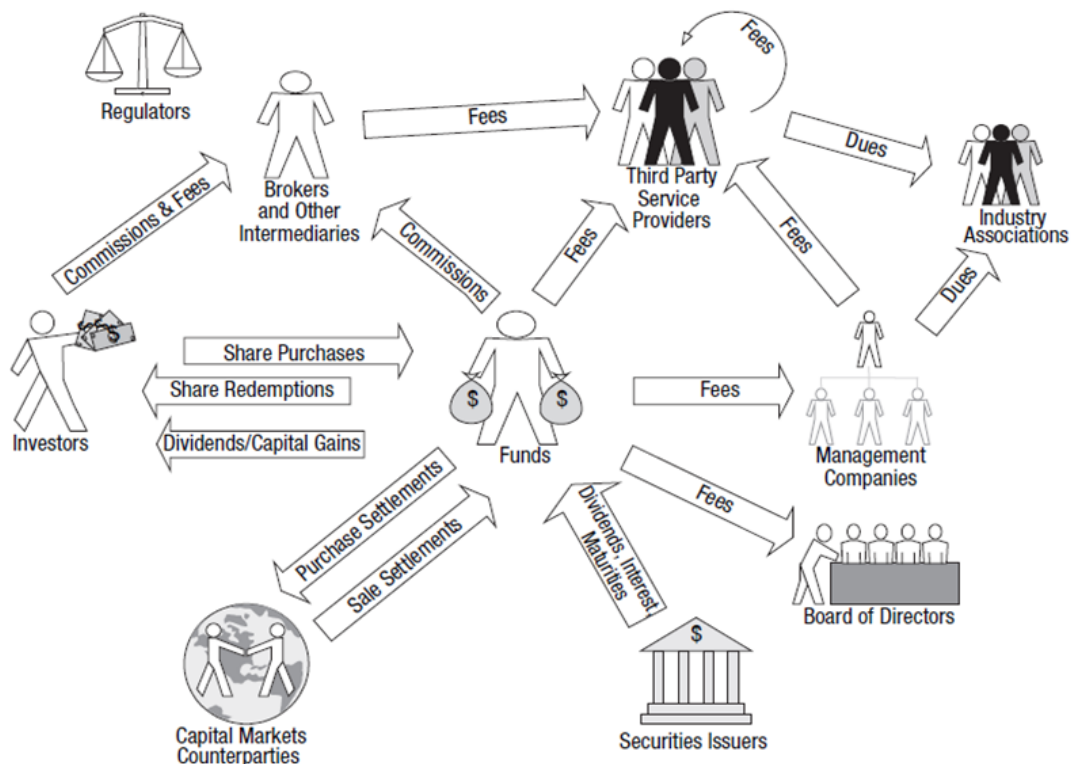 Fees
Regulators
Fees
Dues
Brokers
and Other
Intermediaries
Third Party
Service
Providers
Industry
Associations
Commissions & Fees
Commissions
Fees
Fees
Dues
$
Share Purchases
Share Redemptions
Dividends/Capital Gains
Investors
$
$
Funds
Fees
Management
Companies
Purchase Settlements
Sale Settlements
Dividends, Interest,
Maturities
Fees
Board of Directors
$
Capital Markets
Counterparties
Securities Issuers